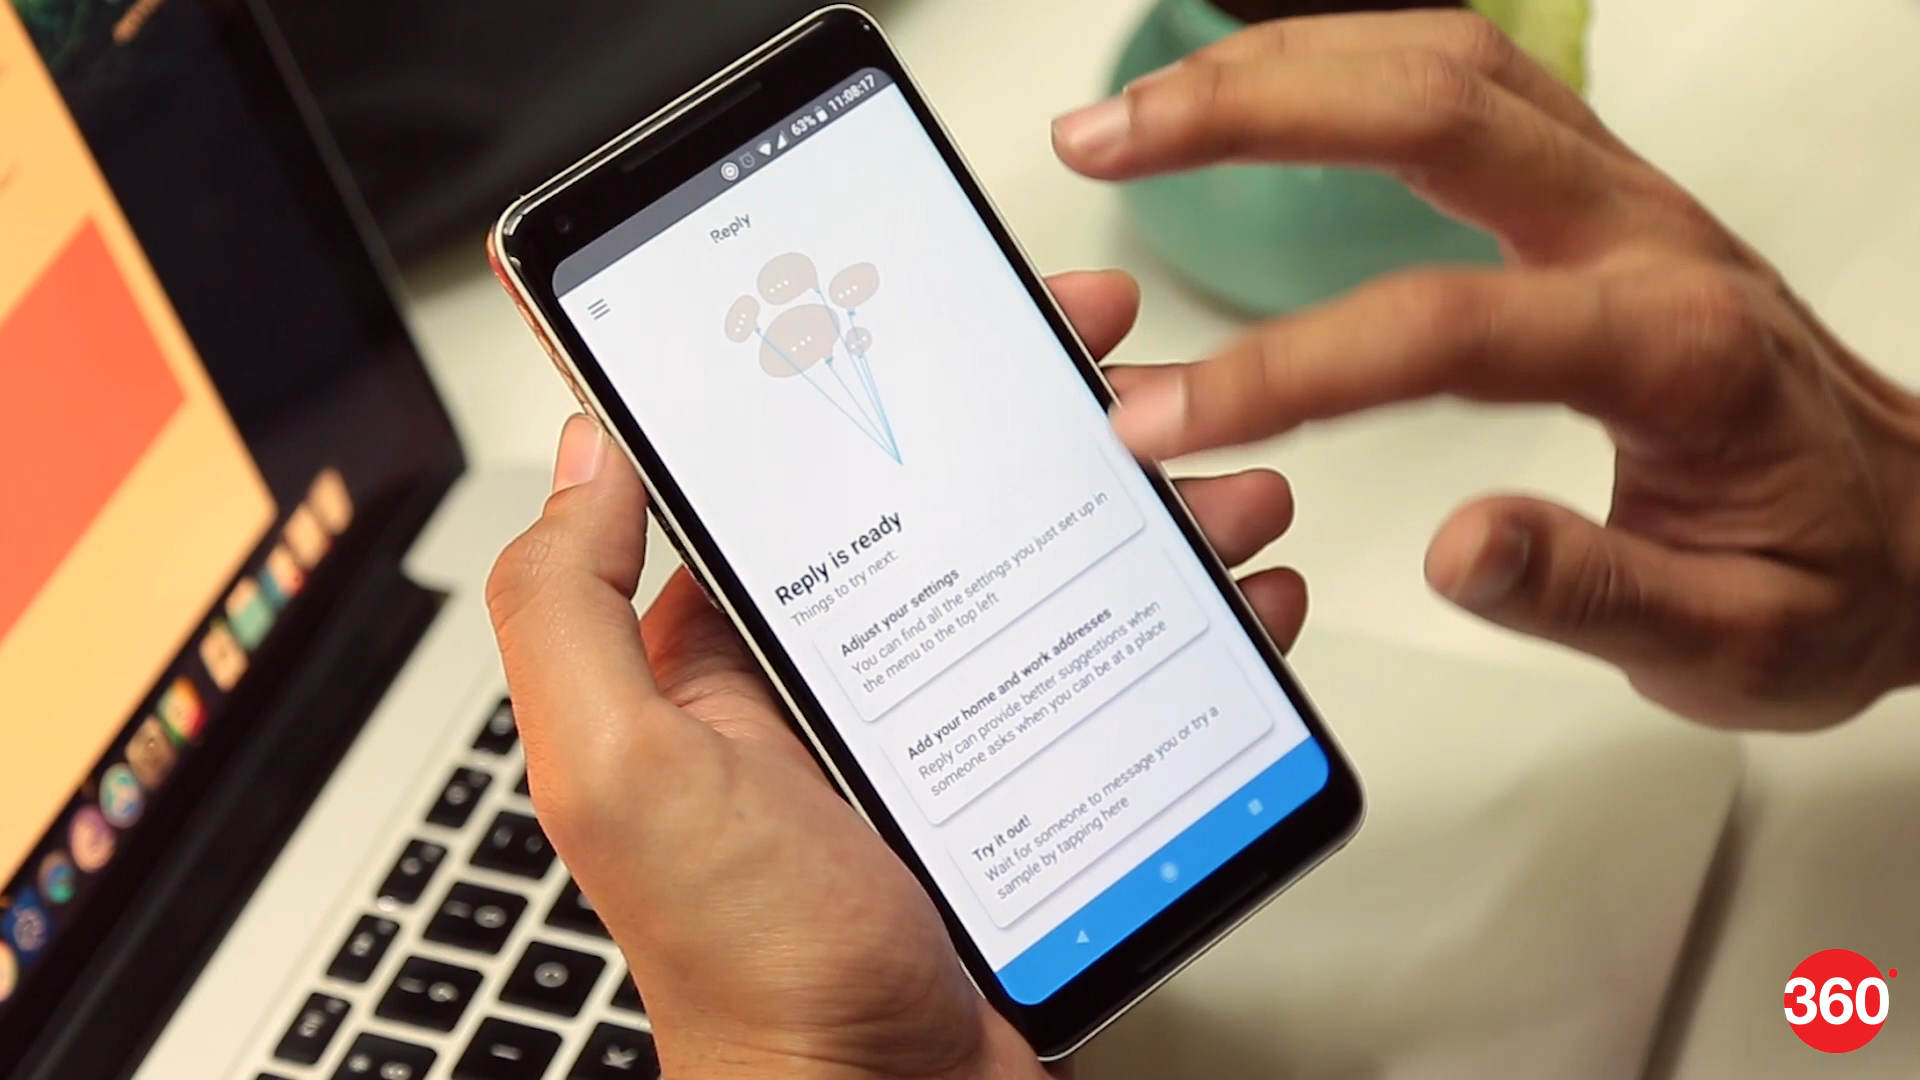 63% 11:08:17
Reply
Reply is ready
Things to try next:
Adjust your settings
You can find all the settings you just set up in
the menu to the top left
Add your home and work addresses
Reply can provide better suggestions when
someone asks when you can be at a place
Try it out!
Wait for someone to message you or try a
sample by tapping here
360